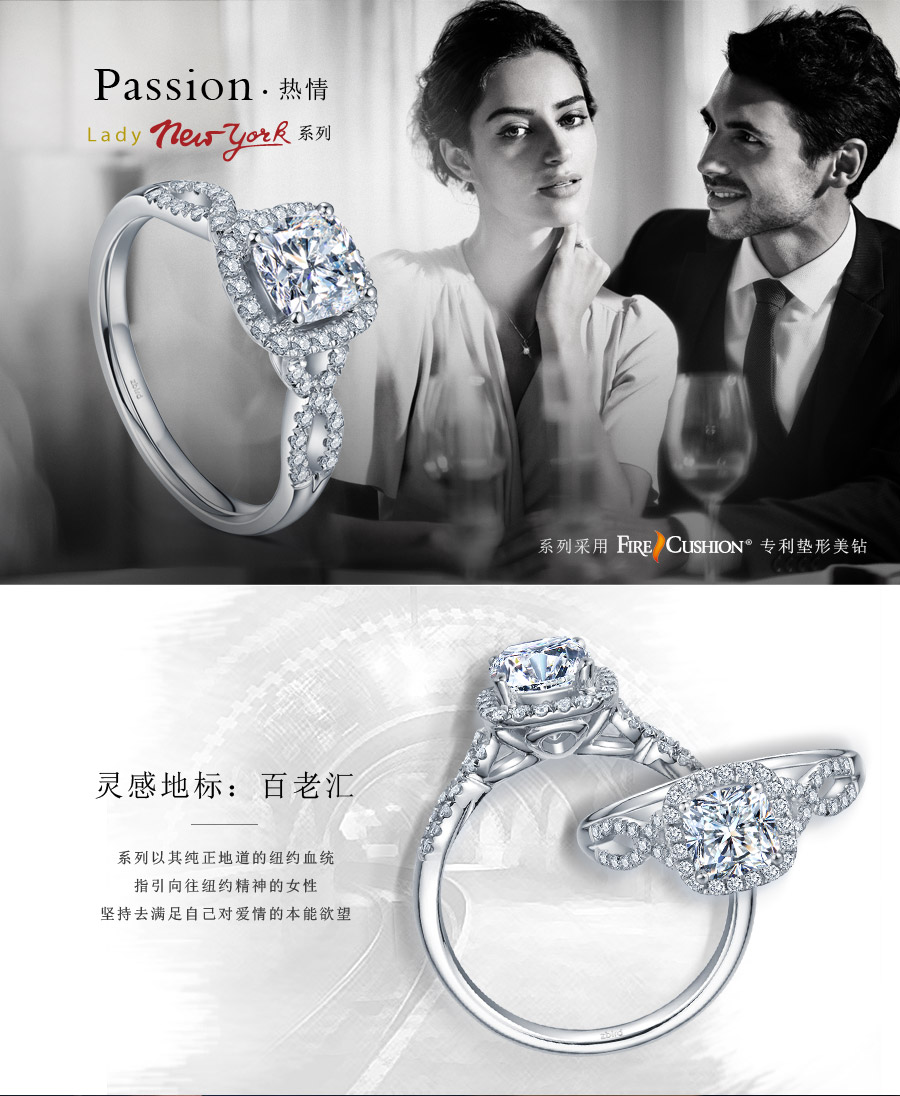 Passion · 热情
Lady New York 系列
zbird
系列采用 FIRE CUSHION® 专利垫形美钻
灵感地标：百老汇
系列以其纯正地道的纽约血统
指引向往纽约精神的女性
坚持去满足自己对爱情的本能欲望
zbird